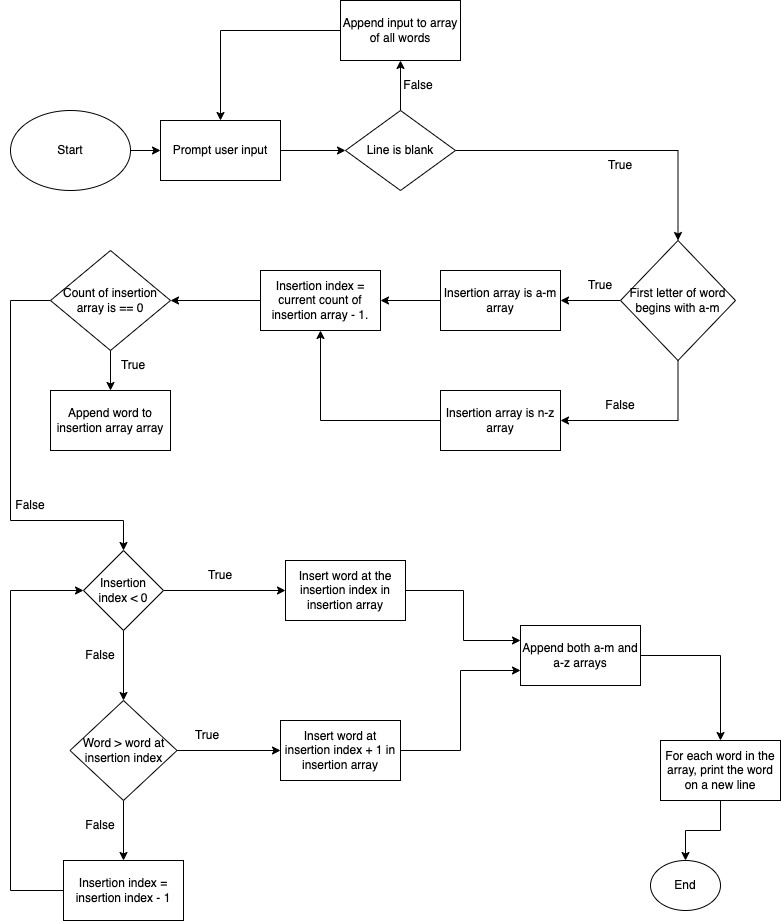 Append input to array
of all words
False
Start
Prompt user input
Line is blank
True
Count of insertion
array is == 0
Insertion index =
current count of
insertion array - 1.
Insertion array is a-m
array
True
First letter of word
begins with a-m
True
Append word to
insertion array array
Insertion array is n-z
array
False
False
Insertion
index < 0
True
Insert word at the
insertion index in
insertion array
False
Append both a-m and
a-z arrays
Word > word at
insertion index
True
Insert word at
insertion index + 1 in
insertion array
For each word in the
array, print the word
on a new line
False
Insertion index =
insertion index - 1
End